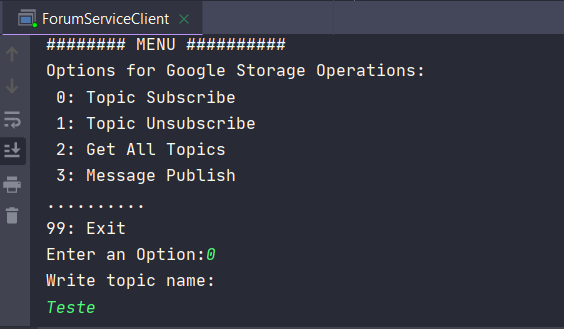 ForumServiceClient
######## MENU ##########
Options for Google Storage Operations:
0: Topic Subscribe
1: Topic Unsubscribe
2: Get All Topics
3: Message Publish
..........
99: Exit
Enter an Option:0
Write topic name:
Teste